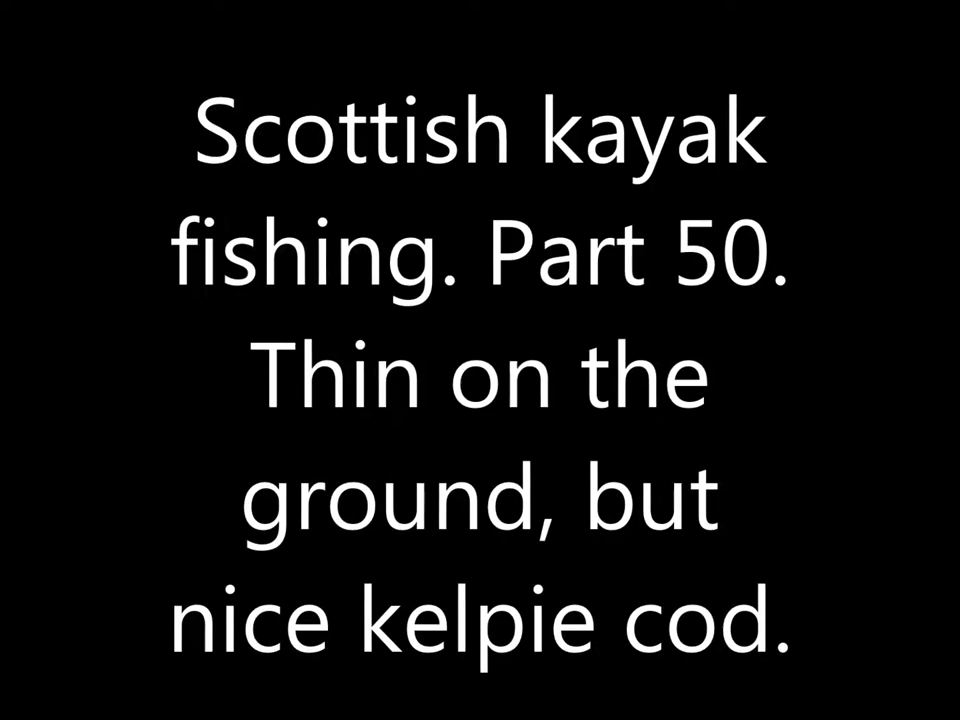 Scottish kayak
fishing. Part 50.
Thin on the
ground, but
nice kelpie cod.